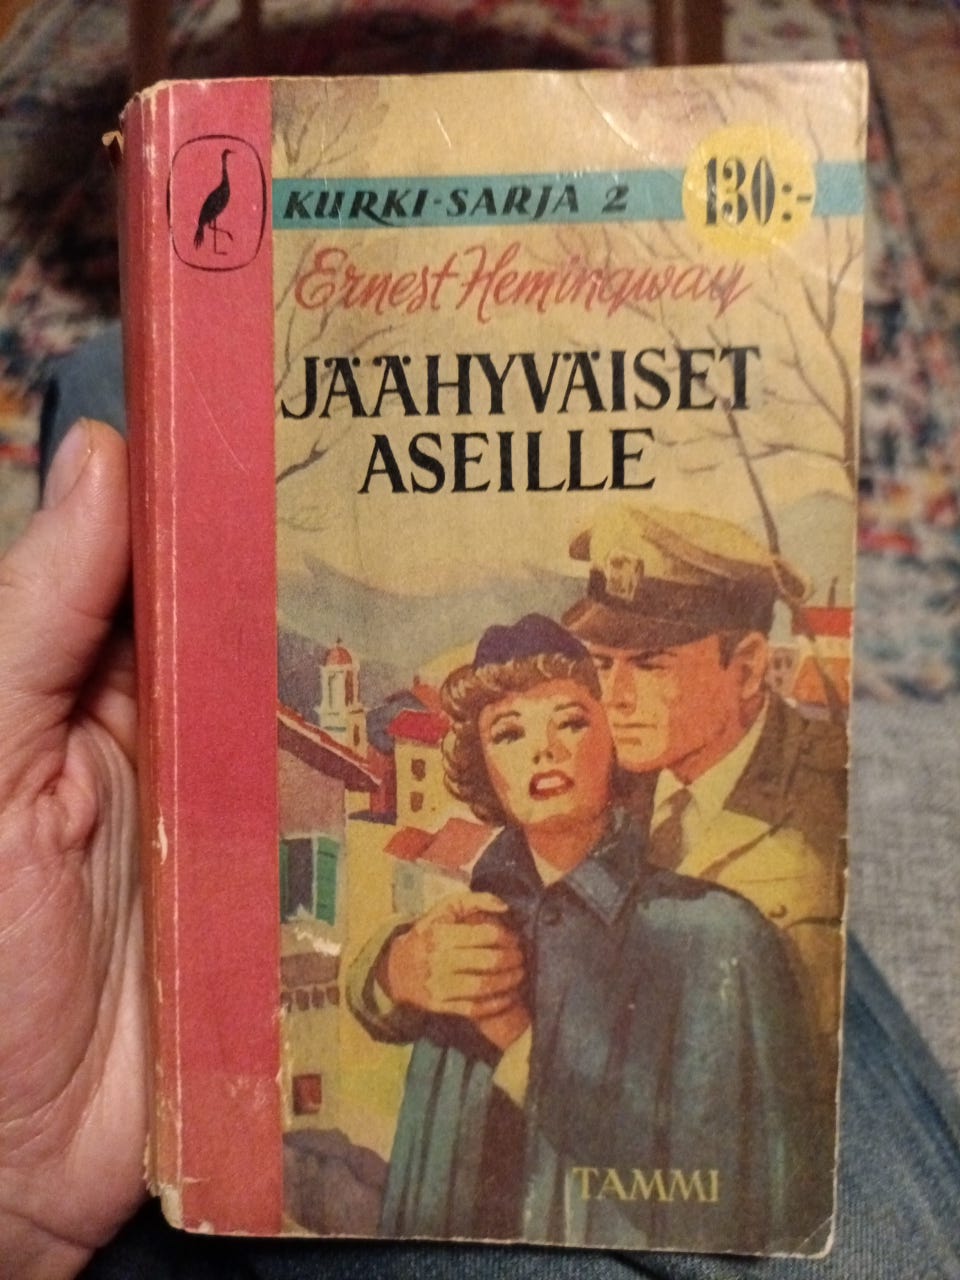 KURKI-SARJA 2
130:-
Ernest Hemingway
JÄÄHYVÄISET
ASEILLE
TAMMI